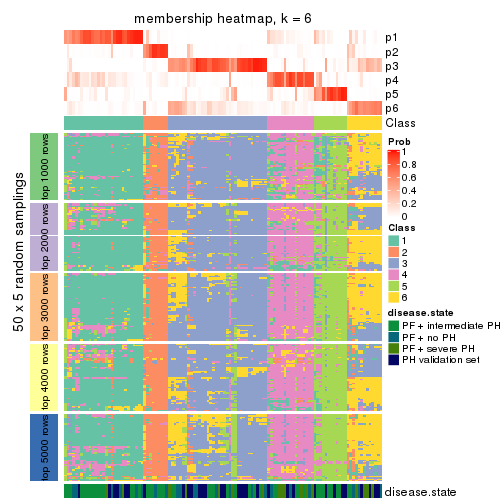 membership heatmap, k = 6
p1
p2
p3
p4
p5
p6
Class
50 x 5 random samplings
top 1000 rows
top 2000 rows
top 3000 rows
top 4000 rows
top 5000 rows
Prob
1
0.8
0.6
0.4
0.2
0
Class
1
2
3
4
5
6
disease.state
PF+ intermediate PH
PF+ no PH
PF+ severe PH
PH validation set
disease.state